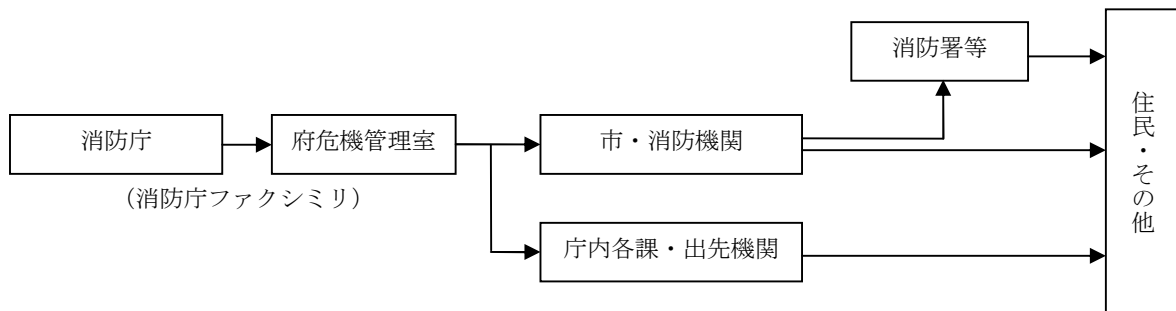 消防署等
消防庁
府危機管理室
市・消防機関
（消防庁ファクシミリ）
庁内各課・出先機関
住民・その他